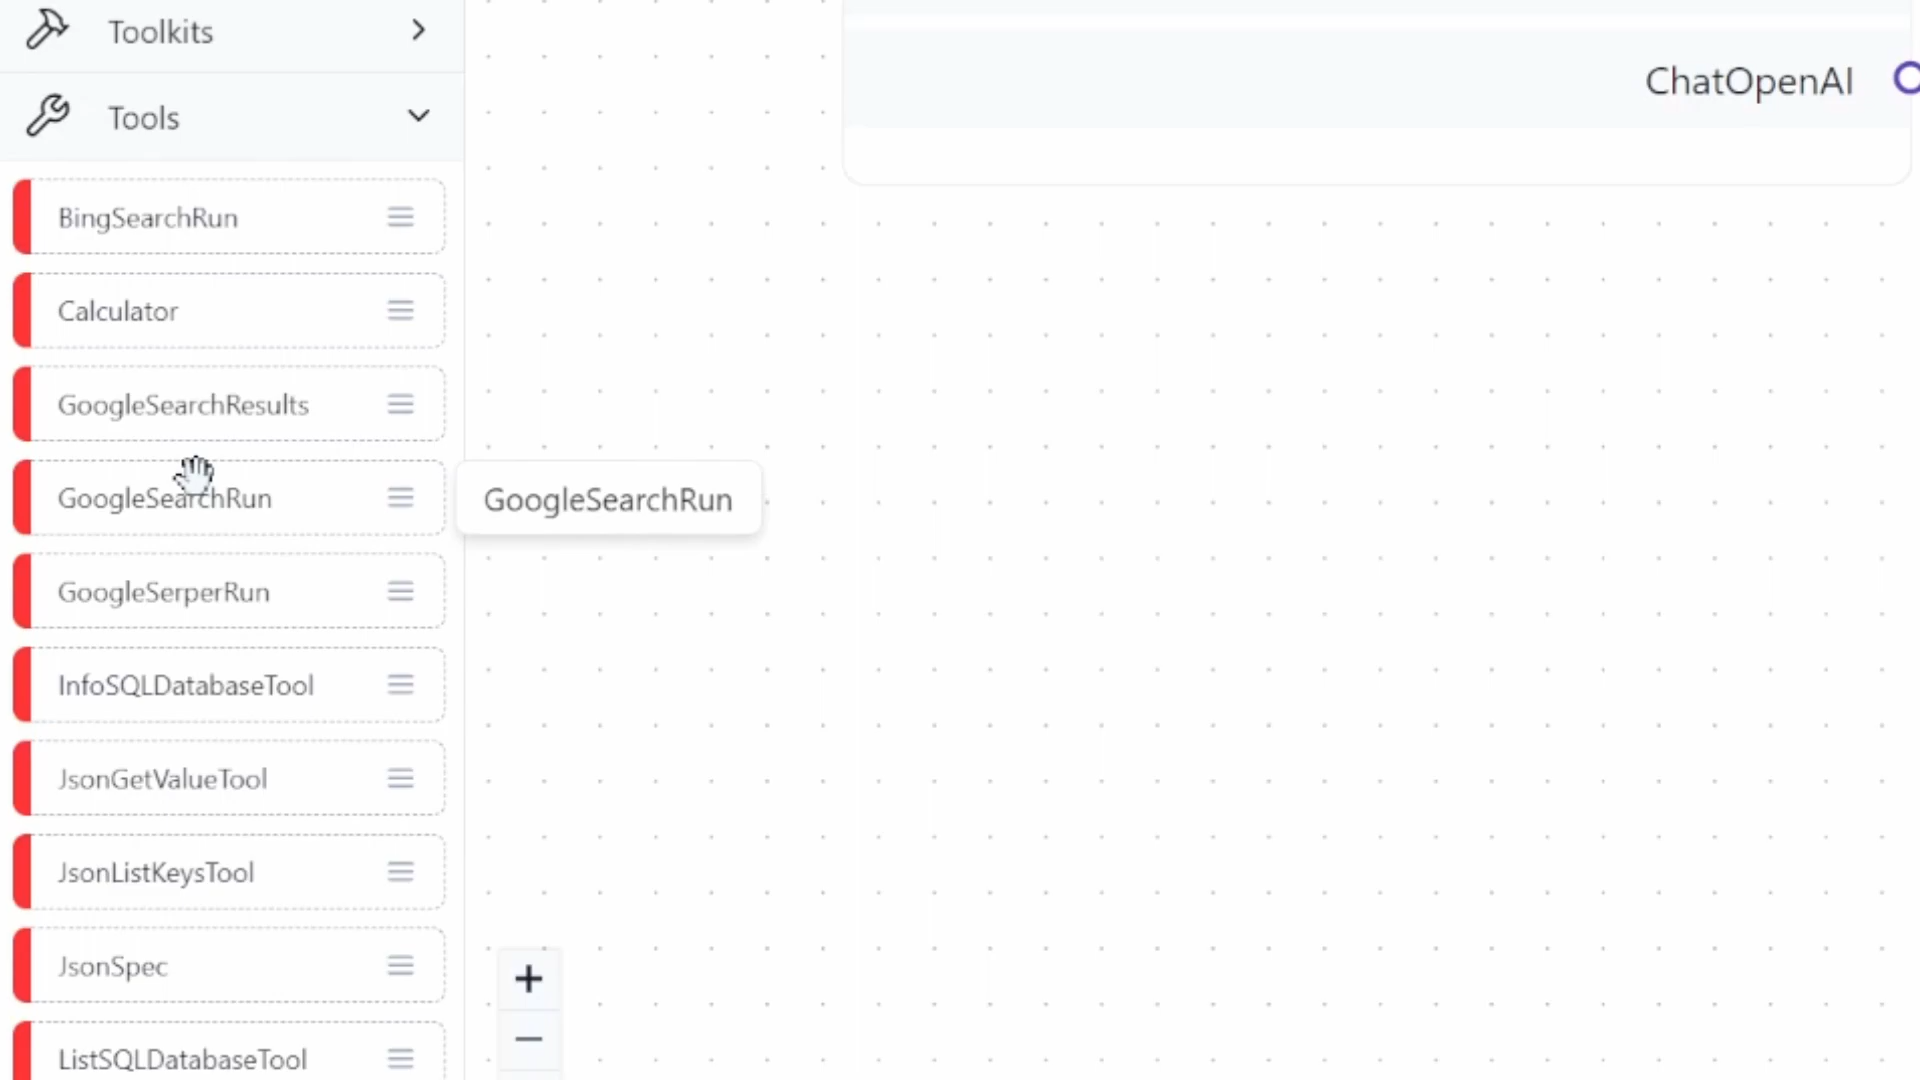 Toolkits
ChatOpenAI
Tools
BingSearchRun
Calculator
GoogleSearchResults
GoogleSearchRun
GoogleSearchRun
GoogleSerperRun
InfoSQLDatabaseTool
JsonGetValueTool
JsonListKeysTool
JsonSpec
ListSQLDatabaseTool